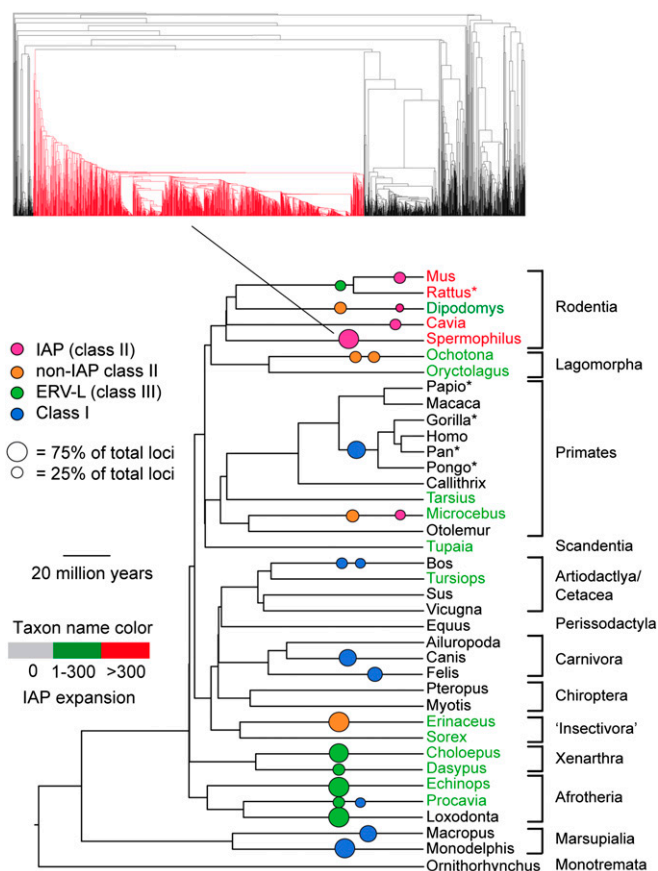 Mus
Rattus*
Dipodomys
Cavia
Spermophilus
Rodentia
IAP (class II)
non-IAP class II
ERV-L (class III)
Class I
= 75% of total loci
= 25% of total loci
Ochotona
Oryctolagus
Lagomorpha
Papio*
Macaca
Gorilla*
Homo
Pan*
Pongo*
Callithrix
Tarsius
Microcebus
Otolemur
Primates
Tupaia
Scandentia
20 million years
Bos
Tursiops
Sus
Vicugna
Artiodactlya/
Cetacea
Equus
Perissodactyla
Taxon name color
0 1-300 >300
IAP expansion
Ailuropoda
Canis
Felis
Carnivora
Pteropus
Myotis
Chiroptera
Erinaceus
Sorex
'Insectivora'
Choloepus
Dasypus
Xenarthra
Echinops
Procavia
Loxodonta
Afrotheria
Macropus
Monodelphis
Marsupialia
Ornithorhynchus
Monotremata